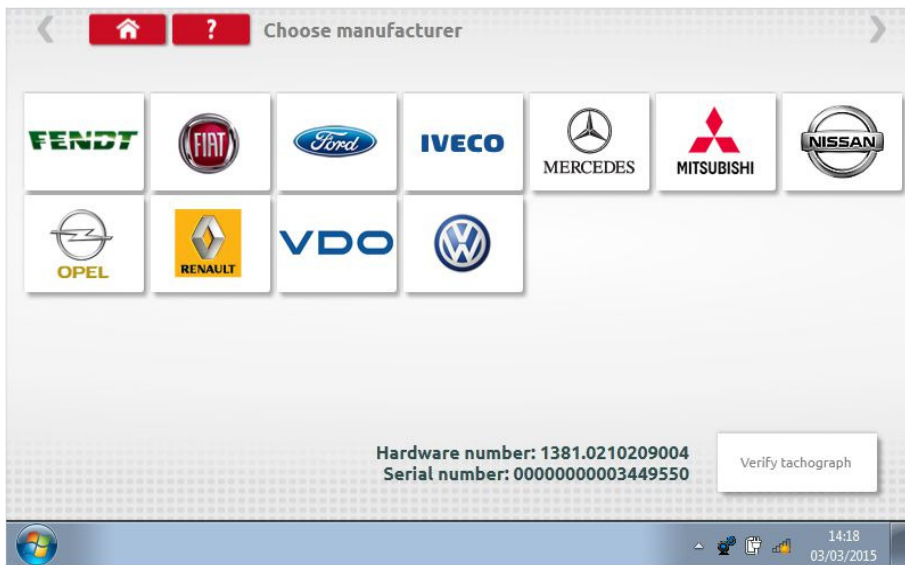 ?
Choose manufacturer
FENDT
FIAT
Ford
IVECO
MERCEDES
MITSUBISHI
NISSAN
OPEL
RENAULT
VDO
Hardware number: 1381.0210209004
Serial number: 00000000003449550
Verify tachograph
14:18
03/03/2015